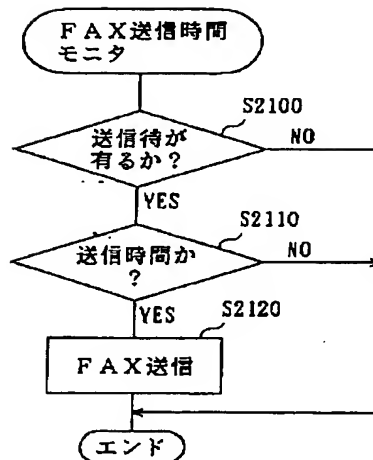 ＦＡＸ送信時間
モニタ
S2100
送信待が
有るか？
NO
YES
S2110
送信時間か
？
NO
YES
S2120
ＦＡＸ送信
エンド